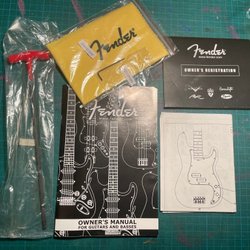 Fender
Fender
OWNER'S REGISTRATION
Fender
OWNER'S MANUAL
FOR GUITARS AND BASSES